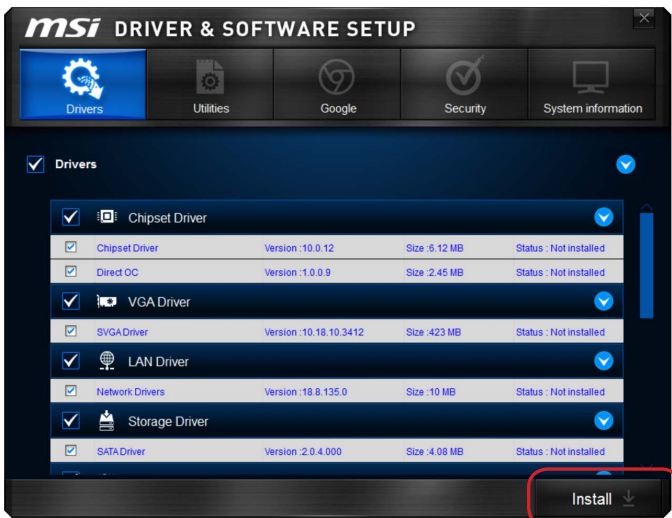 msi DRIVER & SOFTWARE SETUP
Drivers Utilities Google Security System information
Drivers
Chipset Driver
Chipset Driver Version :10.0.12 Size :6.12 MB Status : Not installed
Direct OC Version :1.0.0.9 Size :2.45 MB Status : Not installed
VGA Driver
SVGADriver Version :10.18.10.3412 Size :423 MB Status : Not installed
LAN Driver
Network Drivers Version :18.8.135.0 Size :10 MB Status : Not installed
Storage Driver
SATADriver Version :2.0.4.000 Size :4.08 MB Status : Not installed
Install